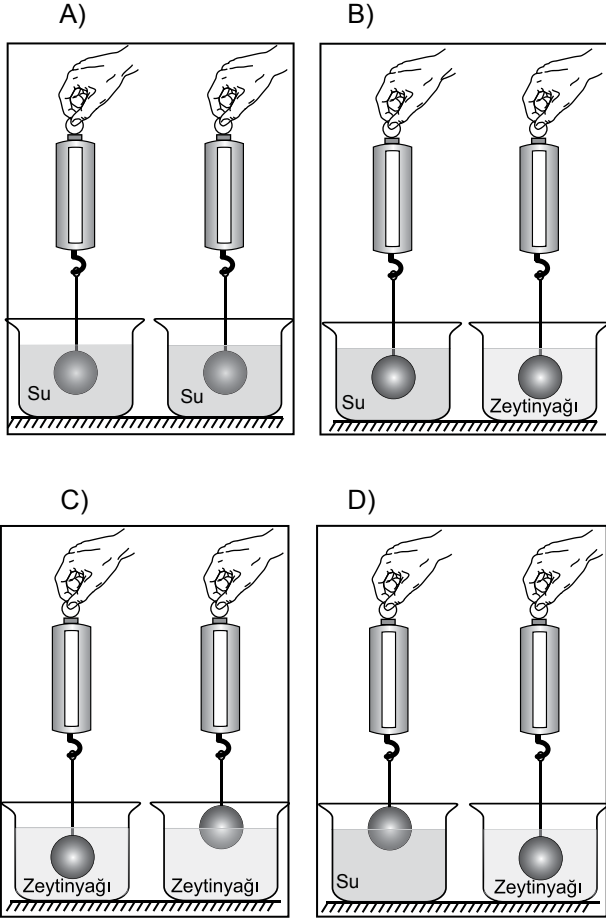 A)
B)
Su
Su
Su
Zeytinyağı
C)
D)
Zeytinyağı
Zeytinyağı
Su
Zeytinyağı